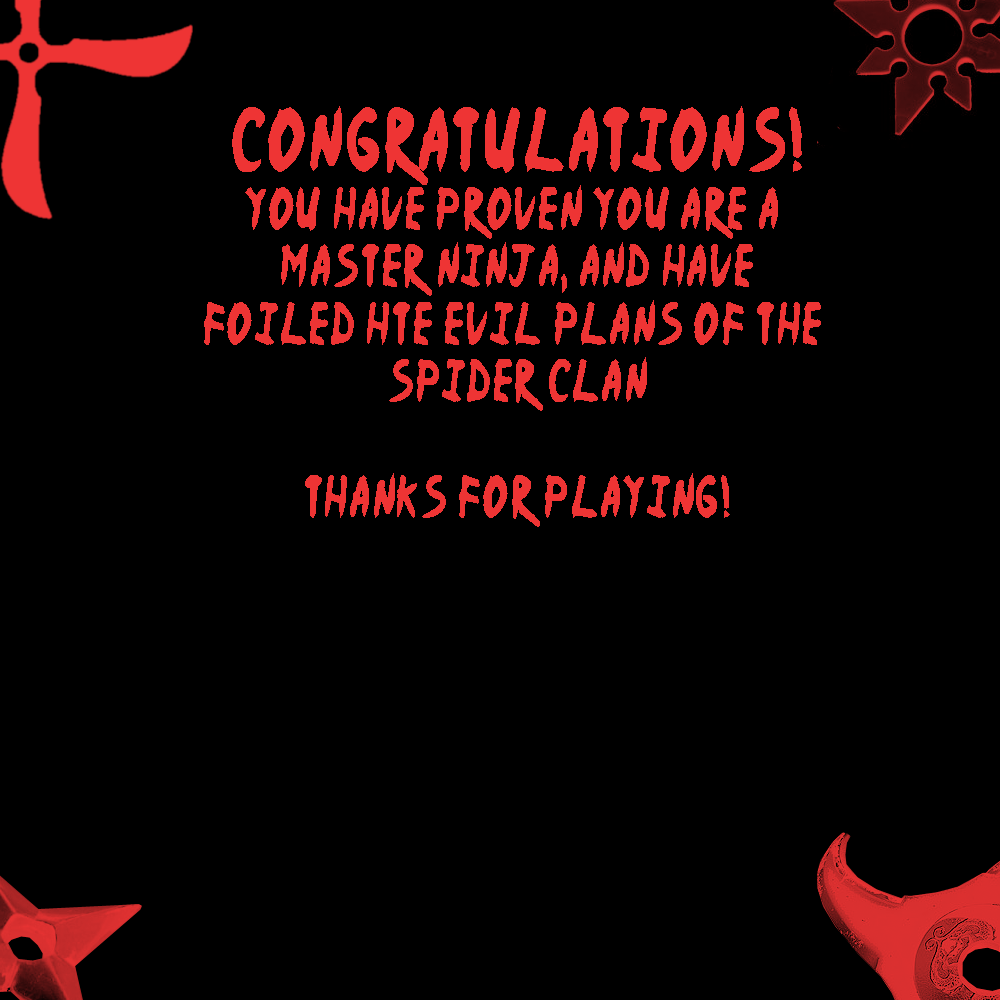 CONGRATULATIONS!
YOU HAVE PROVEN YOU ARE A
MASTER NINJA, AND HAVE
FOILED HTE EVIL PLANS OF THE
SPIDER CLAN
THANKS FOR PLAYING!